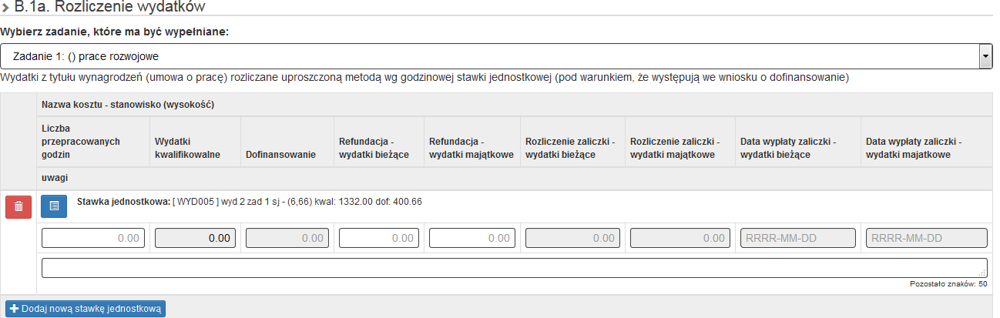 B.1a. Rozliczenie wydatków
Wybierz zadanie, które ma być wypełniane:
Zadanie 1: () prace rozwojowe
Wydatki z tytułu wynagrodzeń (umowa o pracę) rozliczane uproszczoną metodą wg godzinowej stawki jednostkowej (pod warunkiem, że występują we wniosku o dofinansowanie)
Nazwa kosztu - stanowisko (wysokość)
Liczba
przepracowanych
godzin
Wydatki
kwalifikowalne
Dofinansowanie
Refundacja -
wydatki bieżące
Refundacja -
wydatki majątkowe
Rozliczenie zaliczki -
wydatki bieżące
Rozliczenie zaliczki -
wydatki majątkowe
Data wypłaty zaliczki -
wydatki bieżące
Data wypłaty zaliczki -
wydatki majatkowe
uwagi
Stawka jednostkowa: [ WYD005 ] wyd 2 zad 1 sj - (6,66) kwal: 1332.00 dof: 400.66
0.00 0.00 0.00 0.00 0.00 0.00 0.00 RRRR-MM-DD RRRR-MM-DD
Pozostało znaków: 50
Dodaj nową stawkę jednostkową